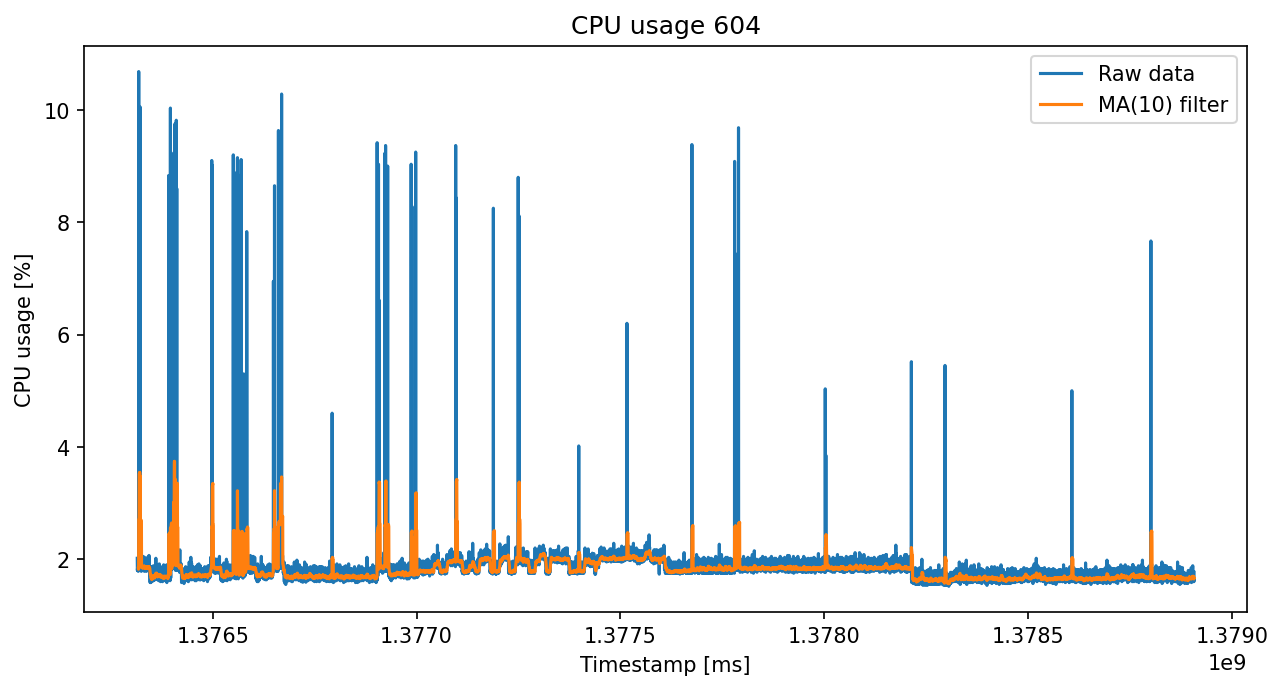 CPU usage 604
Raw data
MA(10) filter
CPU usage [%]
10
8
6
4
2
1.3765 1.3770 1.3775 1.3780 1.3785 1.3790
1e9
Timestamp [ms]